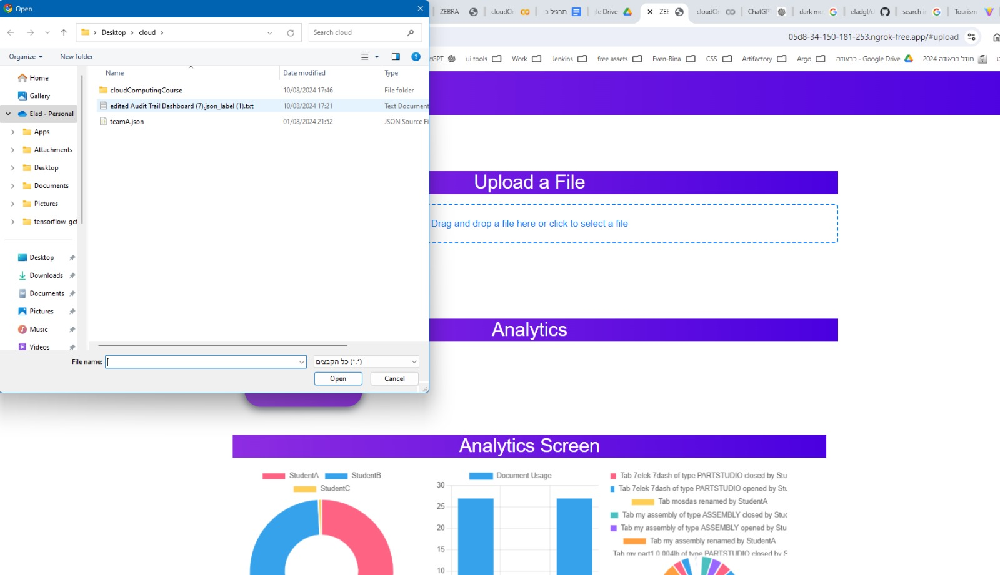 Open
Desktop > cloud >
Search cloud
Organize
New folder
Name
Date modified
Type
Home
Gallery
Elad - Personal
Apps
Attachments
Desktop
Documents
Pictures
tensorflow-get
Desktop
Downloads
Documents
Pictures
Music
Videos
cloudComputingCourse
10/08/2024 17:46
File folder
edited Audit Trail Dashboard (7).json_label (1).txt
10/08/2024 17:21
Text Document
teamA.json
01/08/2024 21:52
JSON Source Fi
File name:
כל הקבצים (*.*)
Open
Cancel
ZEBRA
cloudOr
תרגיל ב:
le Drive
ZEE
cloudOr
ChatGPT
dark mo
eladgl/c
search i
Tourism
05d8-34-150-181-253.ngrok-free.app/#upload
tGPT
ui tools
Work
Jenkins
free assets
Even-Bina
CSS
Artifactory
Argo
בראודה - Google Drive
מודל בראודה 2024
Upload a File
Drag and drop a file here or click to select a file
Analytics
Analytics Screen
StudentA
StudentB
StudentC
Document Usage
30
25
20
15
10
Tab 7elek 7dash of type PARTSTUDIO closed by Stu
Tab 7elek 7dash of type PARTSTUDIO opened by Stu
Tab mosdas renamed by StudentA
Tab my assembly of type ASSEMBLY closed by Stuc
Tab my assembly of type ASSEMBLY opened by Stu
Tab my assembly renamed by StudentA
Tab my part1 0.004lb of type PARTSTUDIO closed by S